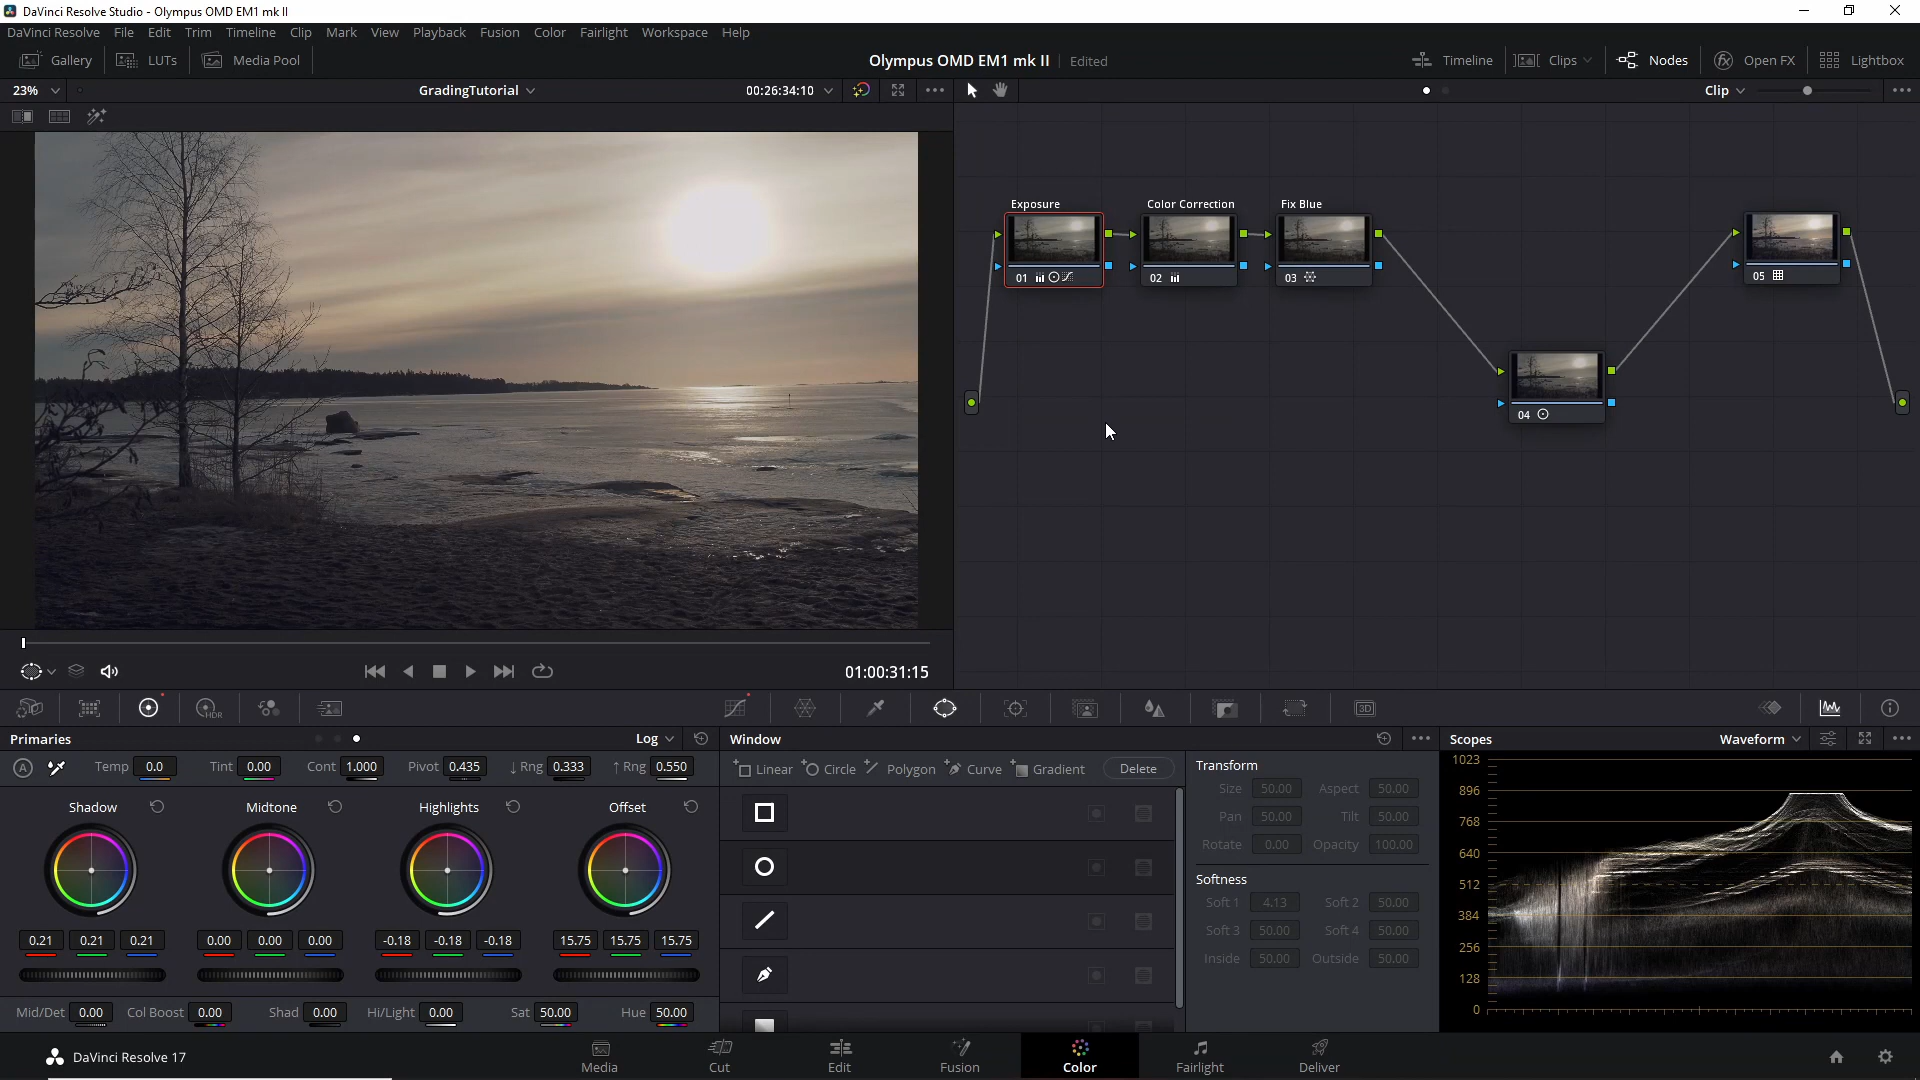 DaVinci Resolve Studio - Olympus OMD EM1 mk II
DaVinci Resolve File Edit Trim Timeline Clip Mark View Playback Fusion Color Fairlight Workspace Help
Gallery LUTs Media Pool Olympus OMD EM1 mk II Edited Timeline Clips Nodes Open FX Lightbox
23% GradingTutorial 00:26:34:10 Clip
Exposure Color Correction Fix Blue
01 02 03 05
04
01:00:31:15
HDR 3D
Primaries Log Window Scopes Waveform
A Temp 0.0 Tint 0.00 Cont 1.000 Pivot 0.435 ↓ Rng 0.333 ↑ Rng 0.550
Linear Circle Polygon Curve Gradient Delete
Shadow Midtone Highlights Offset
0.21 0.21 0.21 0.00 0.00 0.00 -0.18 -0.18 -0.18 15.75 15.75 15.75
Mid/Det 0.00 Col Boost 0.00 Shad 0.00 Hi/Light 0.00 Sat 50.00 Hue 50.00
Transform
Size 50.00 Aspect 50.00
Pan 50.00 Tilt 50.00
Rotate 0.00 Opacity 100.00
Softness
Soft 1 4.13 Soft 2 50.00
Soft 3 50.00 Soft 4 50.00
Inside 50.00 Outside 50.00
1023
896
768
640
512
384
256
128
0
DaVinci Resolve 17 Media Cut Edit Fusion Color Fairlight Deliver